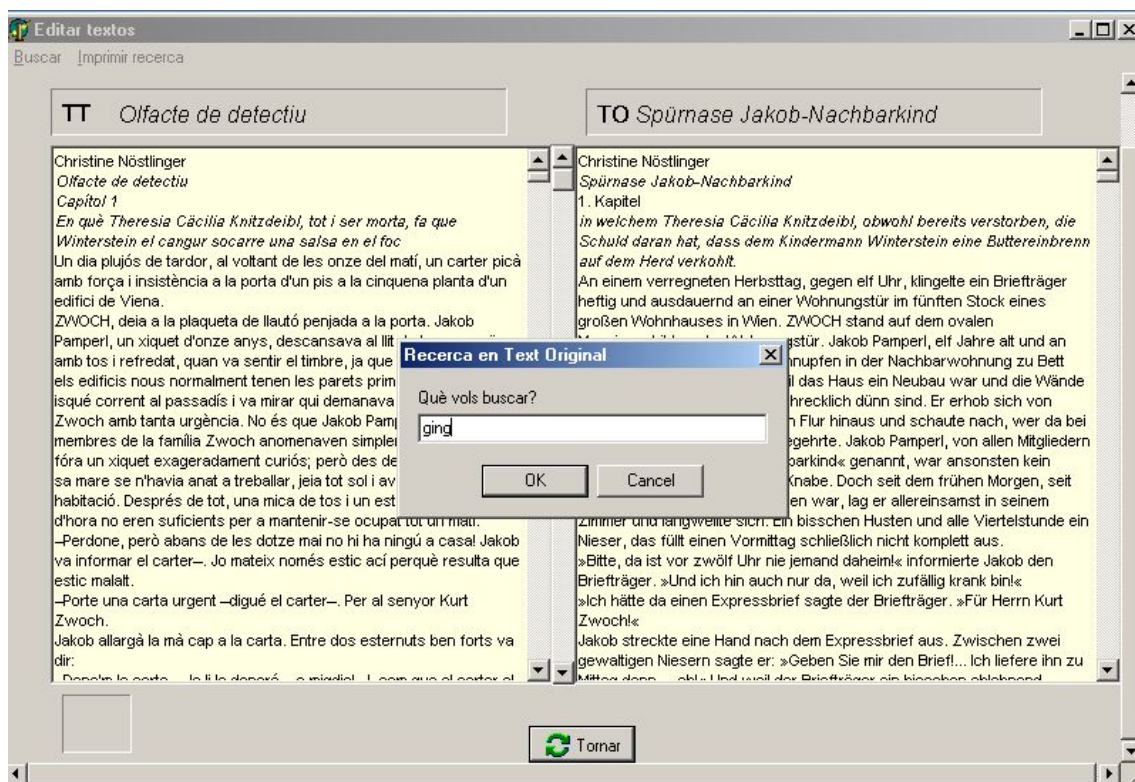 Editar textos
Buscar Imprimir recerca
TT Olfacte de detectiu
Christine Nöstlinger
Olfacte de detectiu
Capítol 1
En què Theresia Cäcilia Knitzdeibl, tot i ser morta, fa que
Winterstein el cangur socarre una salsa en el foc
Un dia plujós de tardor, al voltant de les onze del matí, un carter picà
amb força i insistència a la porta d'un pis a la cinquena planta d'un
edifici de Viena.
ZWOCH, deia a la plaqueta de llautó penjada a la porta. Jakob
Pamperl, un xiquet d'onze anys, descansava al llit
amb tos i refredat, quan va sentir el timbre, ja que
els edificis nous normalment tenen les parets prim
isqué corrent al passadís i va mirar qui demanava
Zwoch amb tanta urgència. No és que Jakob Pamp
membres de la família Zwoch anomenaven simple
fóra un xiquet exageradament curiós; però des de
sa mare se n'havia anat a treballar, jeia tot sol i av
habitació. Després de tot, una mica de tos i un est
d'hora no eren suficients per a mantenir-se ocupat tot un matí.
–Perdone, però abans de les dotze mai no hi ha ningú a casa! Jakob
va informar el carter–. Jo mateix només estic ací perquè resulta que
estic malalt.
–Porte una carta urgent –digué el carter–. Per al senyor Kurt
Zwoch.
Jakob allargà la mà cap a la carta. Entre dos esternuts ben forts va
dir:
TO Spürnase Jakob-Nachbarkind
Christine Nöstlinger
Spürnase Jakob-Nachbarkind
1. Kapitel
in welchem Theresia Cäcilia Knitzdeibl, obwohl bereits verstorben, die
Schuld daran hat, dass dem Kindermann Winterstein eine Buttereinbrenn
auf dem Herd verkohlt.
An einem verregneten Herbsttag, gegen elf Uhr, klingelte ein Briefträger
heftig und ausdauernd an einer Wohnungstür im fünften Stock eines
großen Wohnhauses in Wien. ZWOCH stand auf dem ovalen
gstür. Jakob Pamperl, elf Jahre alt und an
hnupfen in der Nachbarwohnung zu Bett
il das Haus ein Neubau war und die Wände
hrecklich dünn sind. Er erhob sich von
n Flur hinaus und schaute nach, wer da bei
egehrte. Jakob Pamperl, von allen Mitgliedern
barkind« genannt, war ansonsten kein
Knabe. Doch seit dem frühen Morgen, seit
en war, lag er allereinsamst in seinem
Zimmer und langweilte sich. Ein bisschen Husten und alle Viertelstunde ein
Nieser, das füllt einen Vormittag schließlich nicht komplett aus.
»Bitte, da ist vor zwölf Uhr nie jemand daheim!« informierte Jakob den
Briefträger. »Und ich hin auch nur da, weil ich zufällig krank bin!«
»Ich hätte da einen Expressbrief sagte der Briefträger. »Für Herrn Kurt
Zwoch!«
Jakob streckte eine Hand nach dem Expressbrief aus. Zwischen zwei
gewaltigen Niesern sagte er: »Geben Sie mir den Brief!... Ich liefere ihn zu
Recerca en Text Original
Què vols buscar?
ging
OK Cancel
Tornar